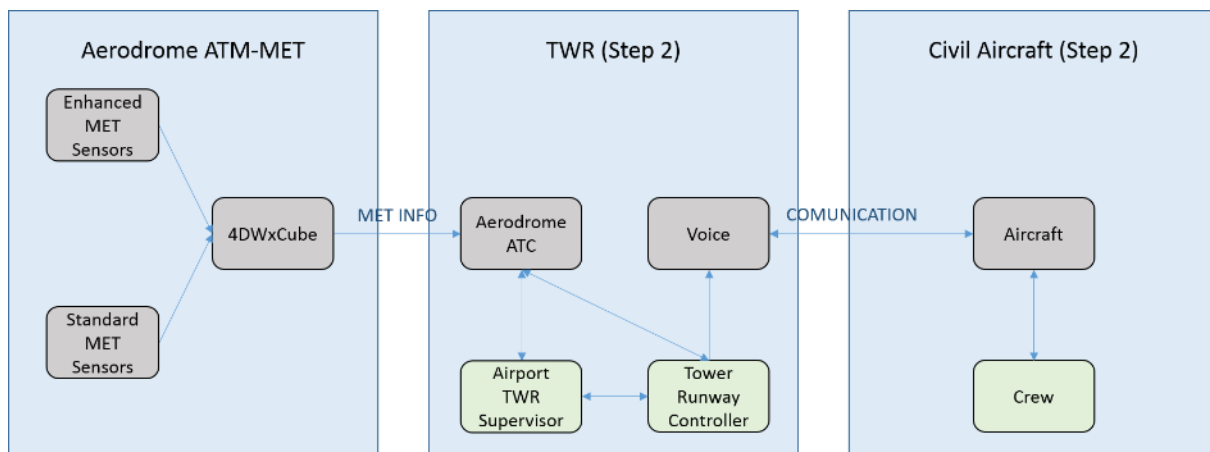 Aerodrome ATM-MET
TWR (Step 2)
Civil Aircraft (Step 2)
Enhanced
MET
Sensors
4DWxCube
MET INFO
Aerodrome
ATC
Voice
COMUNICATION
Aircraft
Standard
MET
Sensors
Airport
TWR
Supervisor
Tower
Runway
Controller
Crew